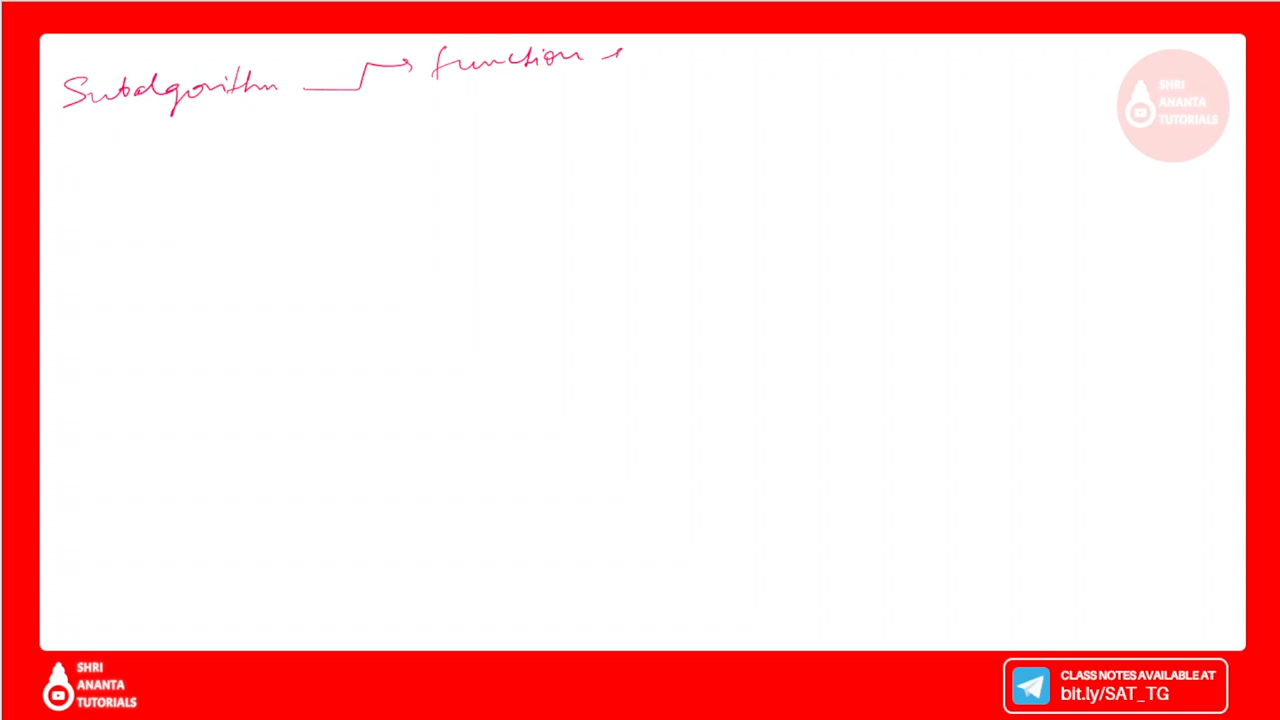 Subalgorithm → function
SHRI
ANANTA
TUTORIALS
SHRI
ANANTA
TUTORIALS
CLASS NOTES AVAILABLE AT
bit.ly/SAT_TG